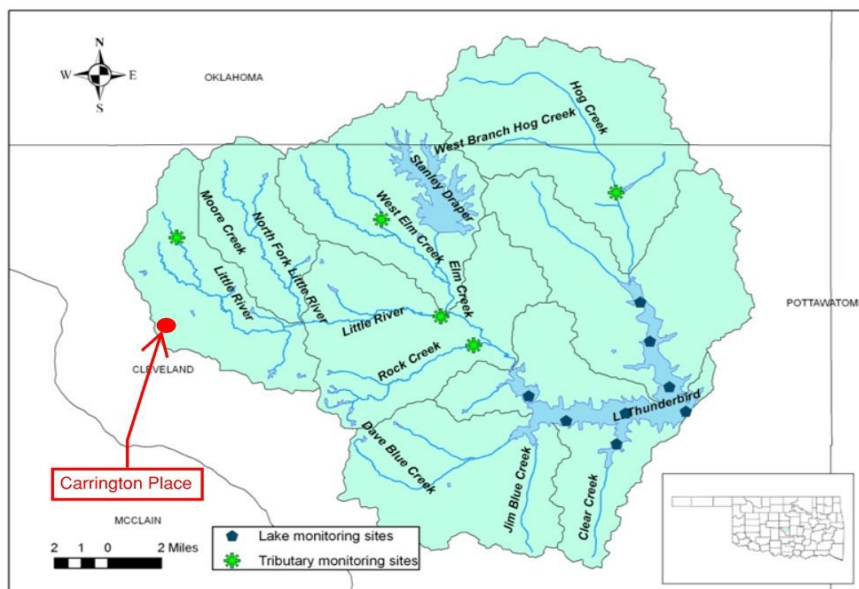 N
W
E
S
OKLAHOMA
Hog Creek
West Branch Hog Creek
Stanley Draper
Moore Creek
North Fork Little River
West Elm Creek
Elm Creek
Little River
Little River
Rock Creek
POTTAWATOM
CLEVELAND
L. Thunderbird
Dave Blue Creek
Jim Blue Creek
Clear Creek
Carrington Place
MCCLAIN
2 1 0 2 Miles
Lake monitoring sites
Tributary monitoring sites